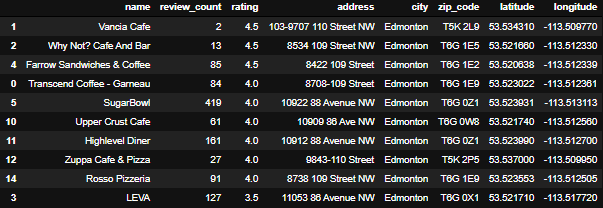 name review_count rating address city zip_code latitude longitude
1 Vancia Cafe 2 4.5 103-9707 110 Street NW Edmonton T5K 2L9 53.534310 -113.509770
2 Why Not? Cafe And Bar 13 4.5 8534 109 Street NW Edmonton T6G 1E5 53.521660 -113.512330
4 Farrow Sandwiches & Coffee 85 4.5 8422 109 Street Edmonton T6G 1E2 53.520638 -113.512339
0 Transcend Coffee - Garneau 84 4.0 8708-109 Street Edmonton T6G 1E9 53.523022 -113.512361
5 SugarBowl 419 4.0 10922 88 Avenue NW Edmonton T6G 0Z1 53.523931 -113.513113
10 Upper Crust Cafe 61 4.0 10909 86 Ave NW Edmonton T6G 0W8 53.521740 -113.512560
11 Highlevel Diner 161 4.0 10912 88 Avenue NW Edmonton T6G 0Z1 53.523990 -113.512700
12 Zuppa Cafe & Pizza 27 4.0 9843-110 Street Edmonton T5K 2P5 53.537000 -113.509950
14 Rosso Pizzeria 91 4.0 8738 109 Street NW Edmonton T6G 1E9 53.523553 -113.512505
3 LEVA 127 3.5 11053 86 Avenue NW Edmonton T6G 0X1 53.521710 -113.517720